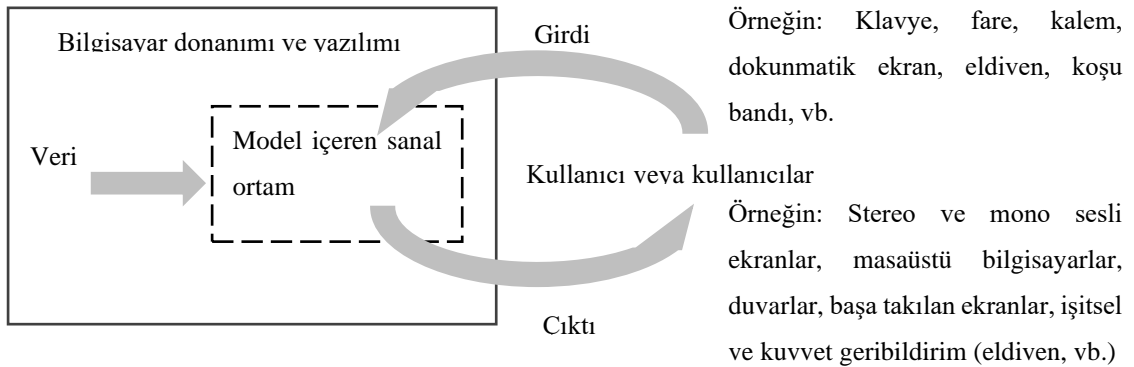 Bilgisayar donanımı ve yazılımı
Veri
Model içeren sanal
ortam
Girdi
Örneğin: Klavye, fare, kalem,
dokunmatik ekran, eldiven, koşu
bandı, vb.
Kullanıcı veya kullanıcılar
Örneğin: Stereo ve mono sesli
ekranlar, masaüstü bilgisayarlar,
duvarlar, başa takılan ekranlar, işitsel
ve kuvvet geribildirim (eldiven, vb.)
Çıktı